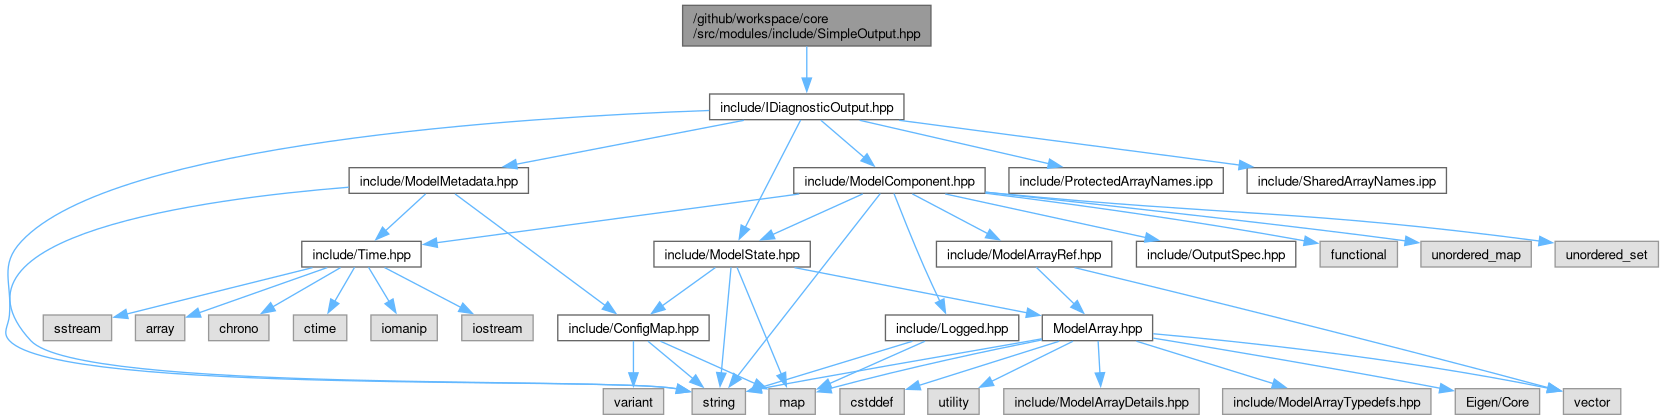 /github/workspace/core
/src/modules/include/SimpleOutput.hpp
include/IDiagnosticOutput.hpp
include/ModelMetadata.hpp
include/ModelComponent.hpp
include/ProtectedArrayNames.ipp
include/SharedArrayNames.ipp
include/Time.hpp
include/ModelState.hpp
include/ModelArrayRef.hpp
include/OutputSpec.hpp
functional
unordered_map
unordered_set
sstream
array
chrono
ctime
iomanip
iostream
include/ConfigMap.hpp
include/Logged.hpp
ModelArray.hpp
variant
string
map
cstddef
utility
include/ModelArrayDetails.hpp
include/ModelArrayTypedefs.hpp
Eigen/Core
vector